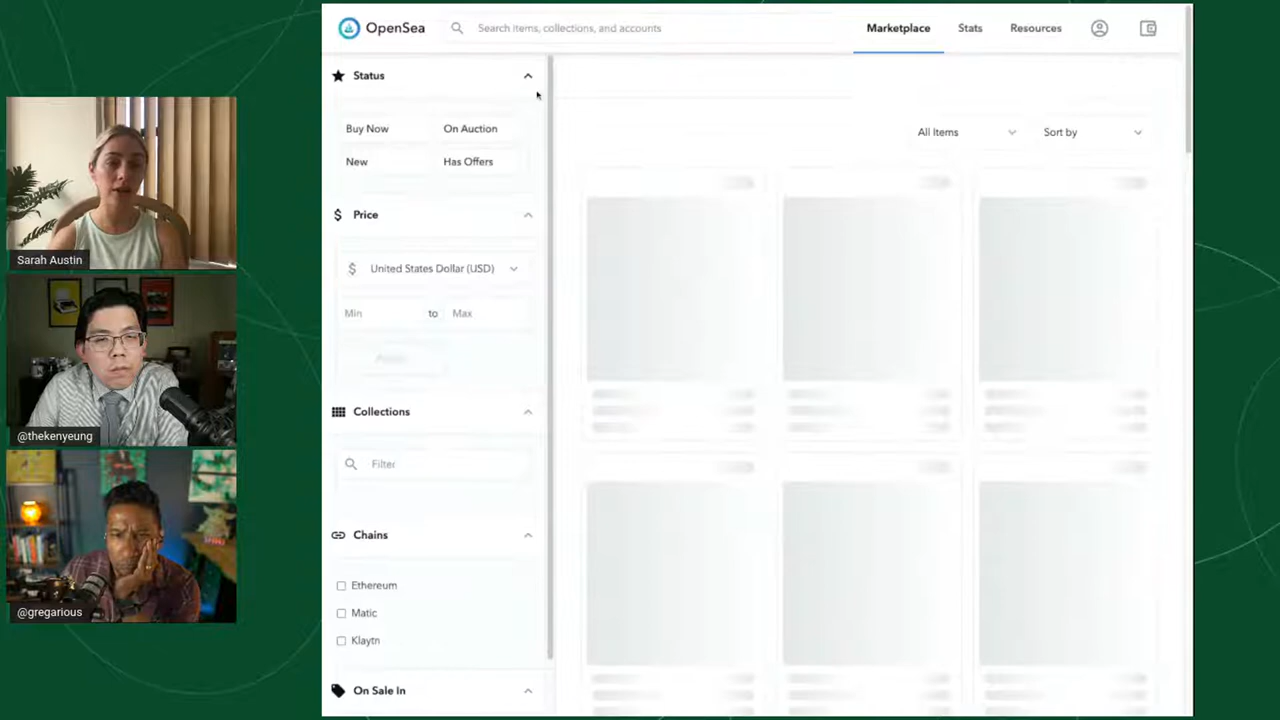 OpenSea
Search items, collections, and accounts
Marketplace
Stats
Resources
Status
Buy Now
On Auction
New
Has Offers
All Items
Sort by
Price
$ United States Dollar (USD)
Min to Max
Collections
Filter
Chains
Ethereum
Matic
Klaytn
On Sale In
Sarah Austin
@thekenyeung
@gregarious